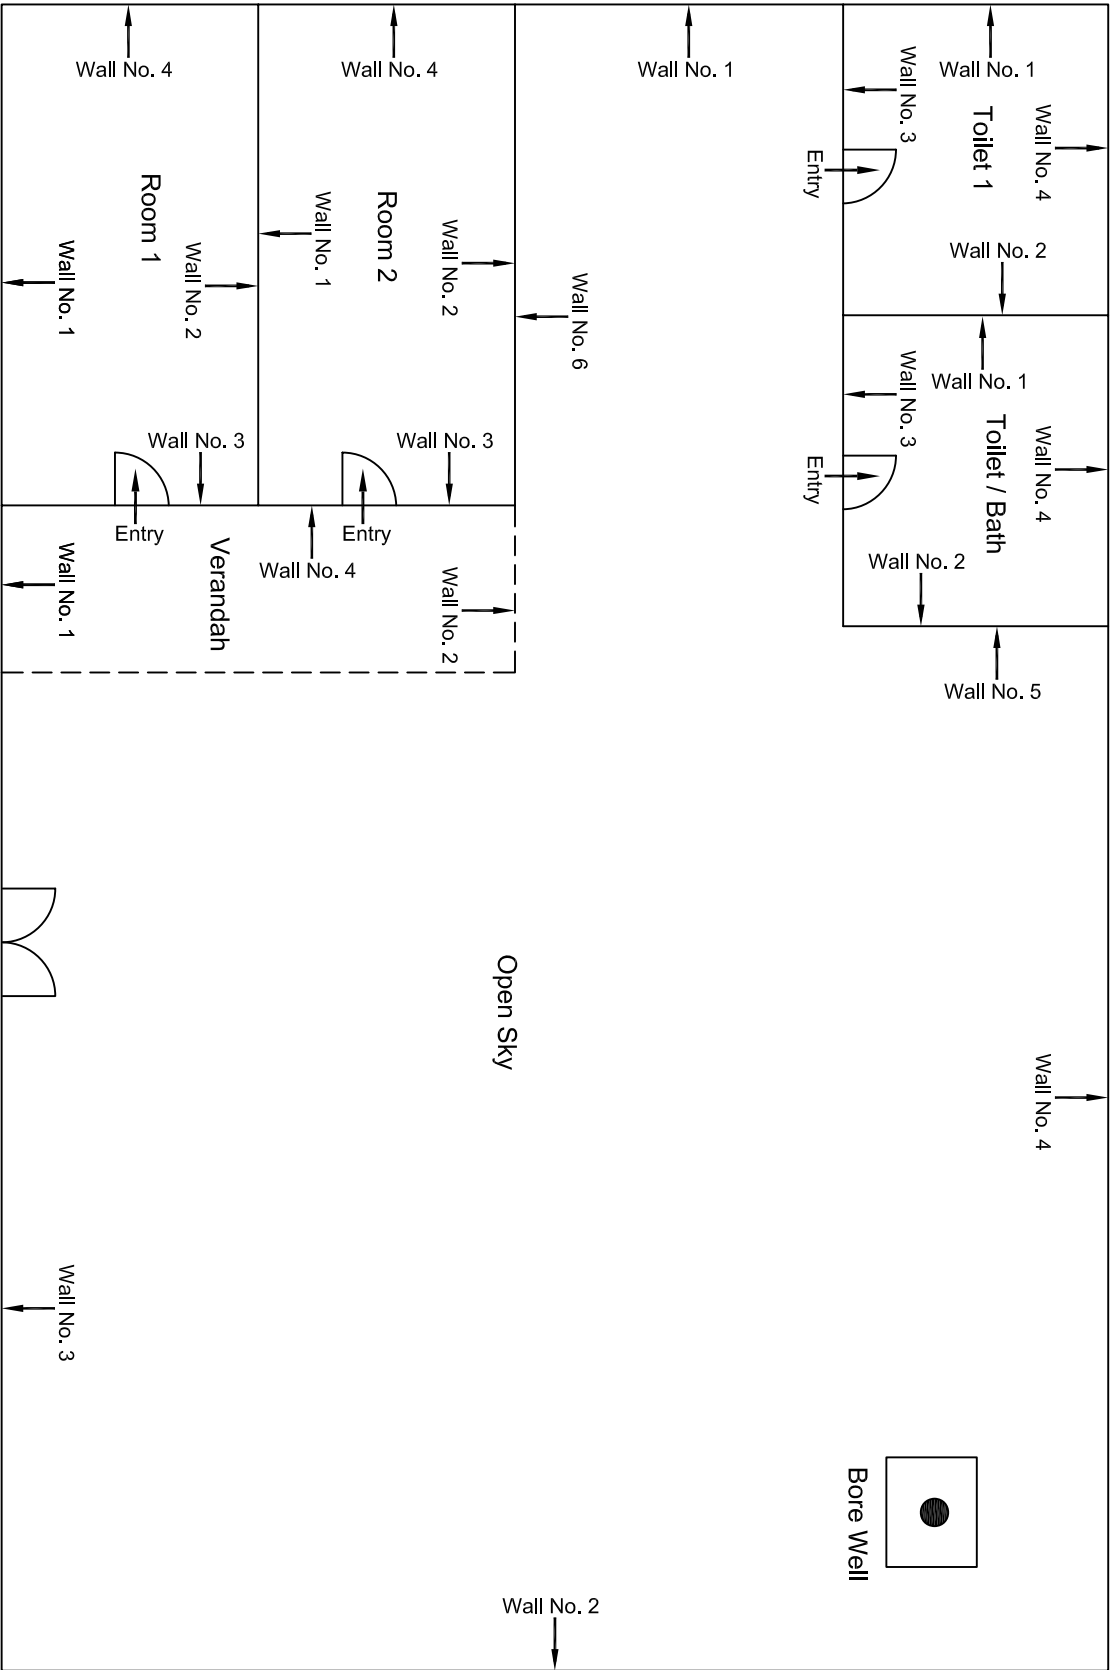 Wall No. 4
Wall No. 4
Wall No. 1
Wall No. 1
Wall No. 3
Toilet 1
Wall No. 4
Entry
Wall No. 2
Room 1
Wall No. 1
Wall No. 2
Wall No. 3
Entry
Room 2
Wall No. 1
Wall No. 2
Wall No. 3
Entry
Wall No. 6
Wall No. 1
Wall No. 3
Toilet / Bath
Wall No. 4
Entry
Wall No. 2
Wall No. 5
Verandah
Wall No. 1
Wall No. 4
Wall No. 2
Open Sky
Wall No. 4
Wall No. 3
Bore Well
Wall No. 2